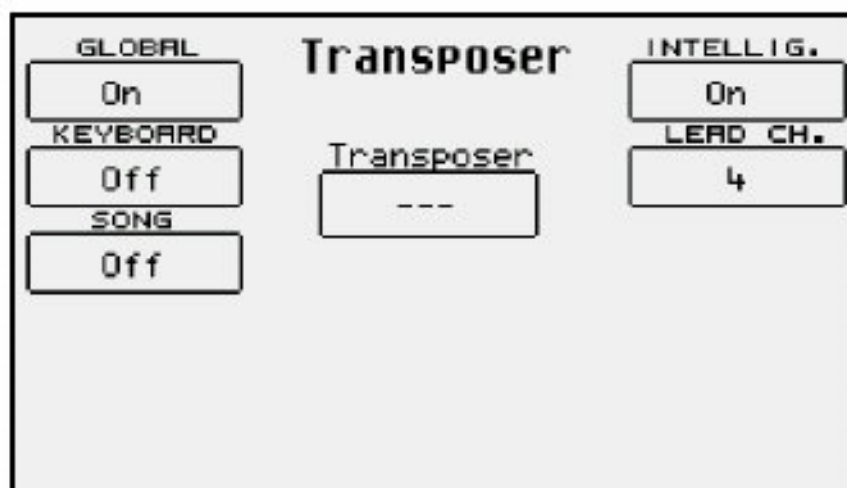 GLOBAL
On
KEYBOARD
Off
SONG
Off
Transposer
Transposer
---
INTELLIG.
On
LEAD CH.
4